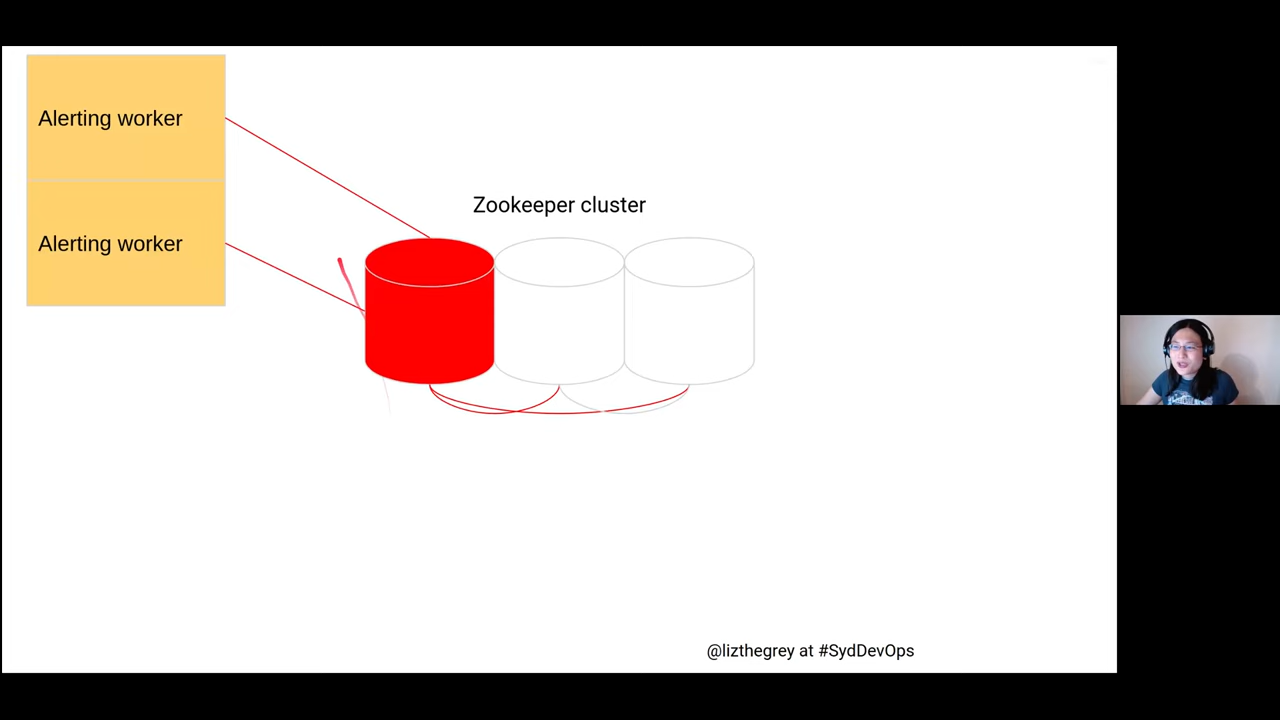 Alerting worker
Zookeeper cluster
Alerting worker
@lizthegrey at #SydDevOps